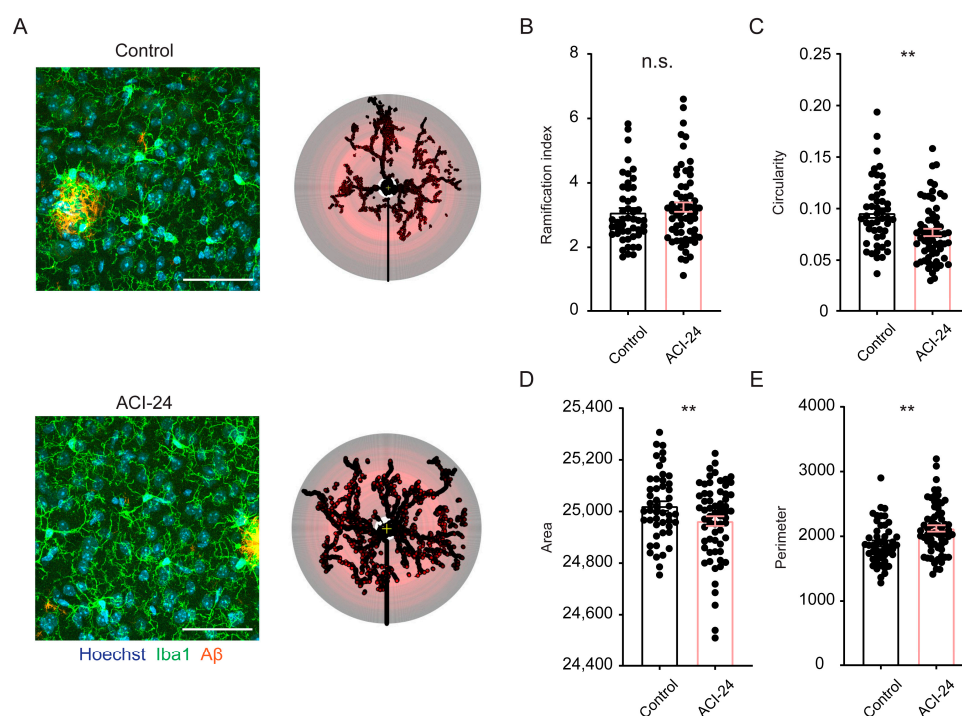 A
Control
ACI-24
Hoechst Iba1 Aβ
B
n.s.
Ramification index
8
6
4
2
0
Control
ACI-24
C
**
Circularity
0.25
0.20
0.15
0.10
0.05
0
Control
ACI-24
D
**
Area
25,400
25,200
25,000
24,800
24,600
24,400
Control
ACI-24
E
**
Perimeter
4000
3000
2000
1000
0
Control
ACI-24